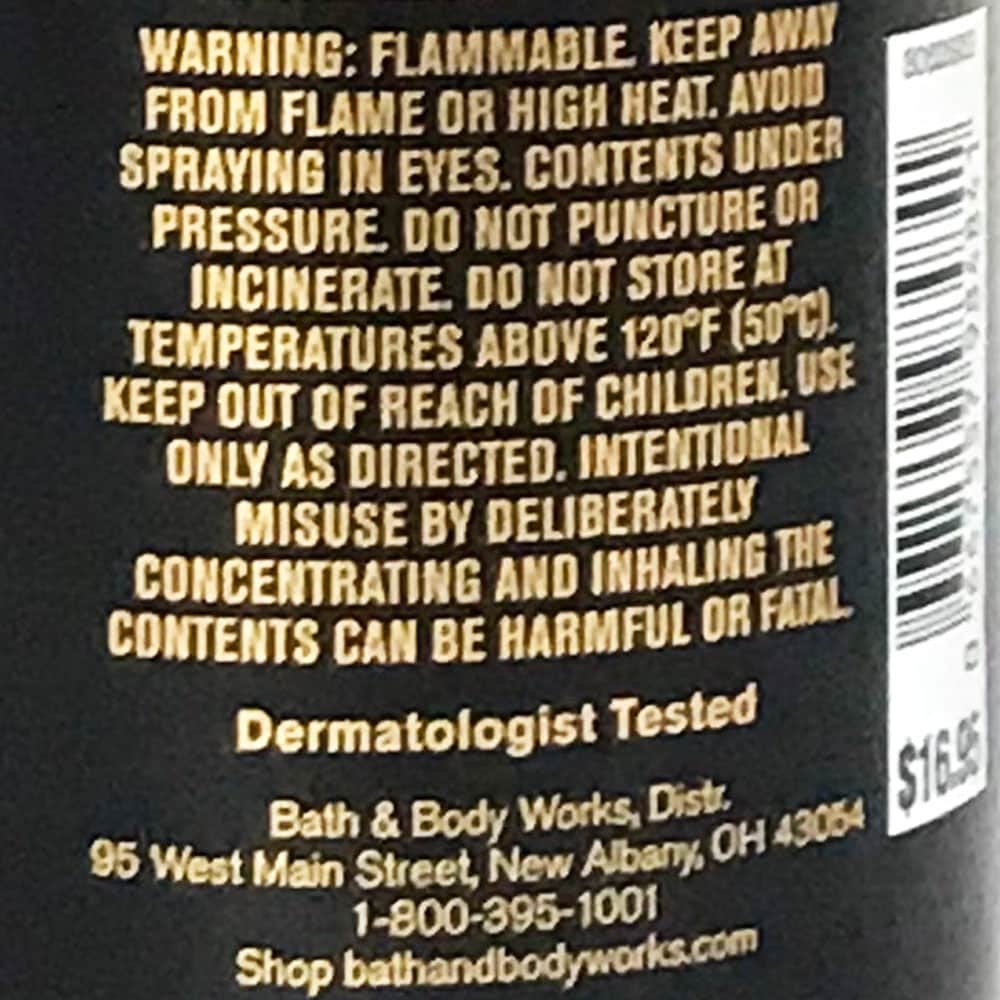 WARNING: FLAMMABLE. KEEP AWAY
FROM FLAME OR HIGH HEAT. AVOID
SPRAYING IN EYES. CONTENTS UNDER
PRESSURE. DO NOT PUNCTURE OR
INCINERATE. DO NOT STORE AT
TEMPERATURES ABOVE 120°F (50°C).
KEEP OUT OF REACH OF CHILDREN. USE
ONLY AS DIRECTED. INTENTIONAL
MISUSE BY DELIBERATELY
CONCENTRATING AND INHALING THE
CONTENTS CAN BE HARMFUL OR FATAL.
Dermatologist Tested
Bath & Body Works, Distr.
95 West Main Street, New Albany, OH 43054
1-800-395-1001
Shop bathandbodyworks.com
$16.95